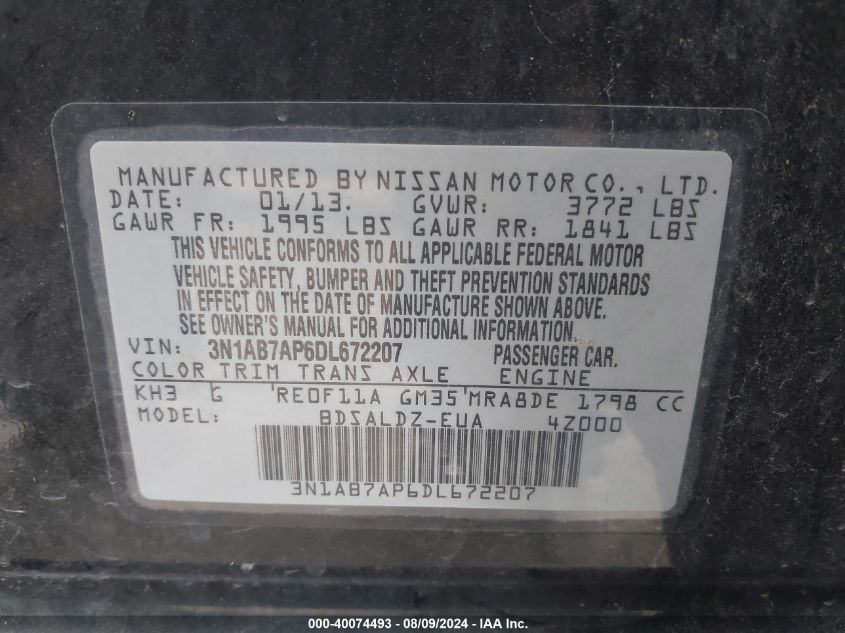 MANUFACTURED BY NISSAN MOTOR CO., LTD.
DATE: 01/13. GVWR: 3772 LBS
GAWR FR: 1995 LBS GAWR RR: 1841 LBS
THIS VEHICLE CONFORMS TO ALL APPLICABLE FEDERAL MOTOR
VEHICLE SAFETY, BUMPER AND THEFT PREVENTION STANDARDS
IN EFFECT ON THE DATE OF MANUFACTURE SHOWN ABOVE.
SEE OWNER'S MANUAL FOR ADDITIONAL INFORMATION.
VIN: 3N1AB7AP6DL672207 PASSENGER CAR.
COLOR TRIM TRANS AXLE ENGINE
KH3 G RE0F11A GM35 MRA8DE 1798 CC
MODEL: BDSALDZ-EUA 4Z000
3N1AB7AP6DL672207
000-40074493 - 08/09/2024 - IAA Inc.